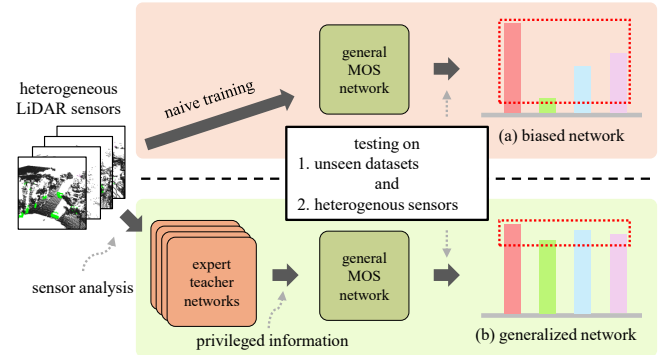 heterogeneous
LiDAR sensors
naive training
general
MOS
network
(a) biased network
testing on
1. unseen datasets
and
2. heterogenous sensors
sensor analysis
expert
teacher
networks
privileged information
general
MOS
network
(b) generalized network